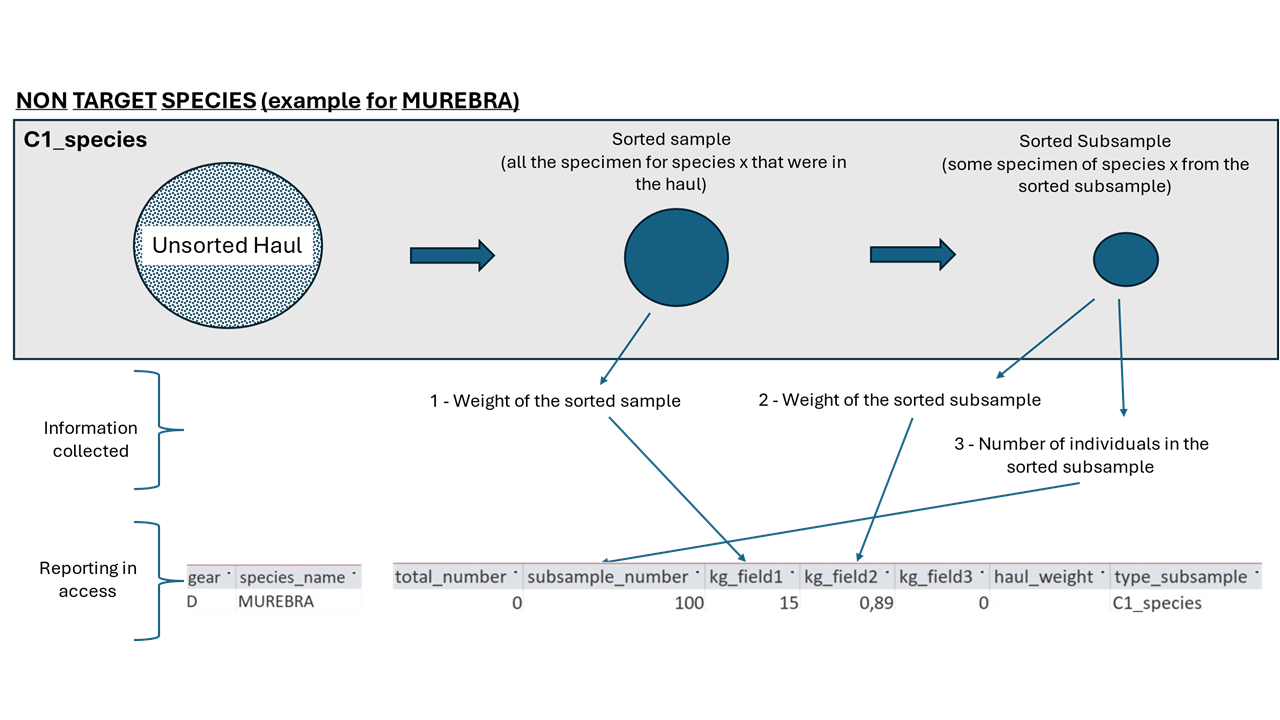 NON TARGET SPECIES (example for MUREBRA)
C1_species
Unsorted Haul
Sorted sample
(all the specimen for species x that were in
the haul)
Sorted Subsample
(some specimen of species x from the
sorted subsample)
Information
collected
1 - Weight of the sorted sample
2 - Weight of the sorted subsample
3 - Number of individuals in the
sorted subsample
Reporting in
access
gear species_name total_number subsample_number kg_field1 kg_field2 kg_field3 haul_weight type_subsample
D MUREBRA 0 100 15 0,89 0 C1_species